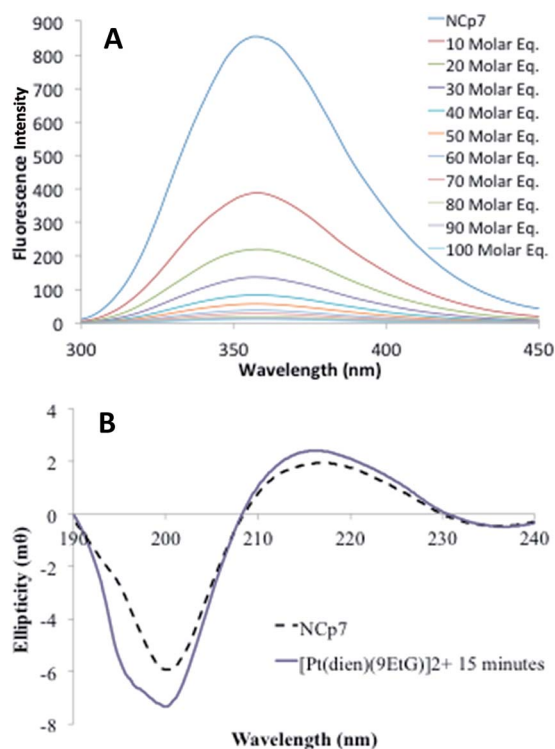 A
900
800
700
600
500
400
300
200
100
0
Fluorescence Intensity
300
350
400
450
Wavelength (nm)
NCp7
10 Molar Eq.
20 Molar Eq.
30 Molar Eq.
40 Molar Eq.
50 Molar Eq.
60 Molar Eq.
70 Molar Eq.
80 Molar Eq.
90 Molar Eq.
100 Molar Eq.
B
4
2
0
-2
-4
-6
-8
Ellipticity (mθ)
190
200
210
220
230
240
NCp7
[Pt(dien)(9EtG)]2+ 15 minutes
Wavelength (nm)